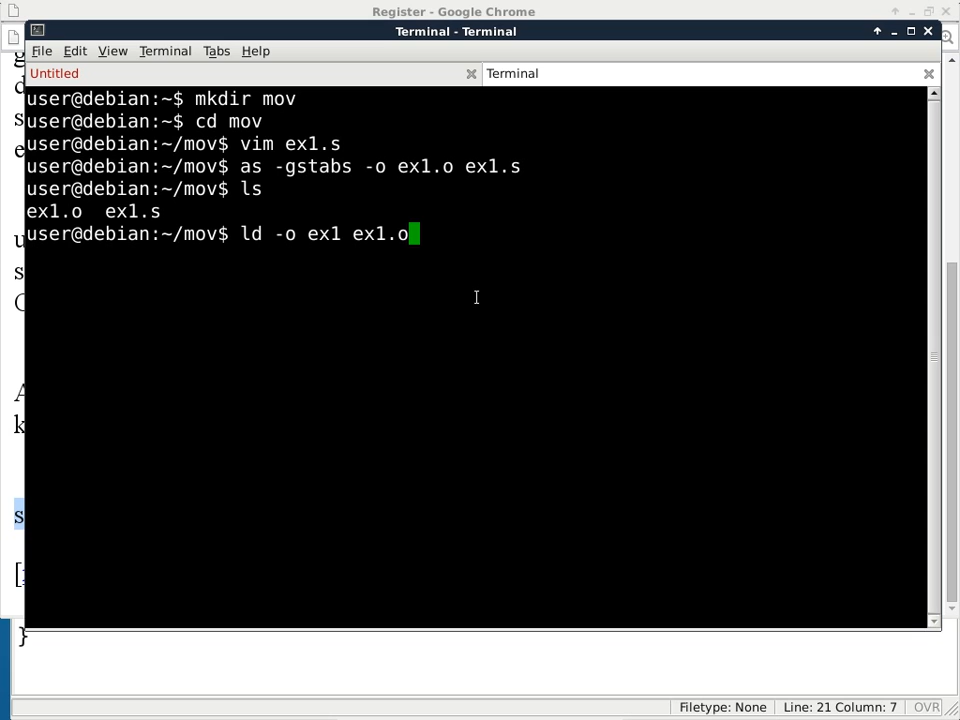 Register - Google Chrome
Terminal - Terminal
File Edit View Terminal Tabs Help
Untitled Terminal
user@debian:~$ mkdir mov
user@debian:~$ cd mov
user@debian:~/mov$ vim ex1.s
user@debian:~/mov$ as -gstabs -o ex1.o ex1.s
user@debian:~/mov$ ls
ex1.o  ex1.s
user@debian:~/mov$ ld -o ex1 ex1.o
}
Filetype: None Line: 21 Column: 7 OVR